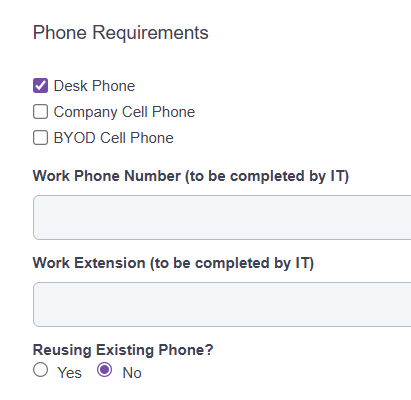 Phone Requirements
Desk Phone
Company Cell Phone
BYOD Cell Phone
Work Phone Number (to be completed by IT)
Work Extension (to be completed by IT)
Reusing Existing Phone?
Yes No